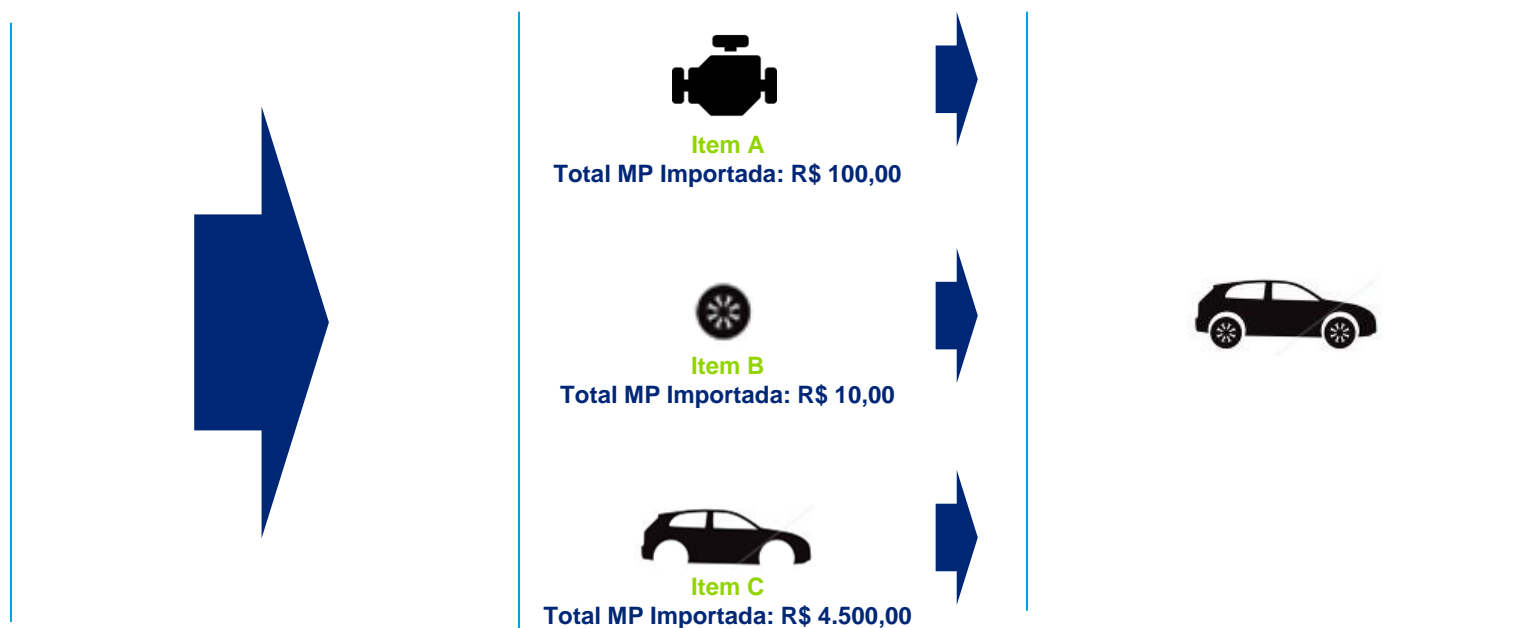 Item A
Total MP Importada: R$ 100,00
Item B
Total MP Importada: R$ 10,00
Item C
Total MP Importada: R$ 4.500,00